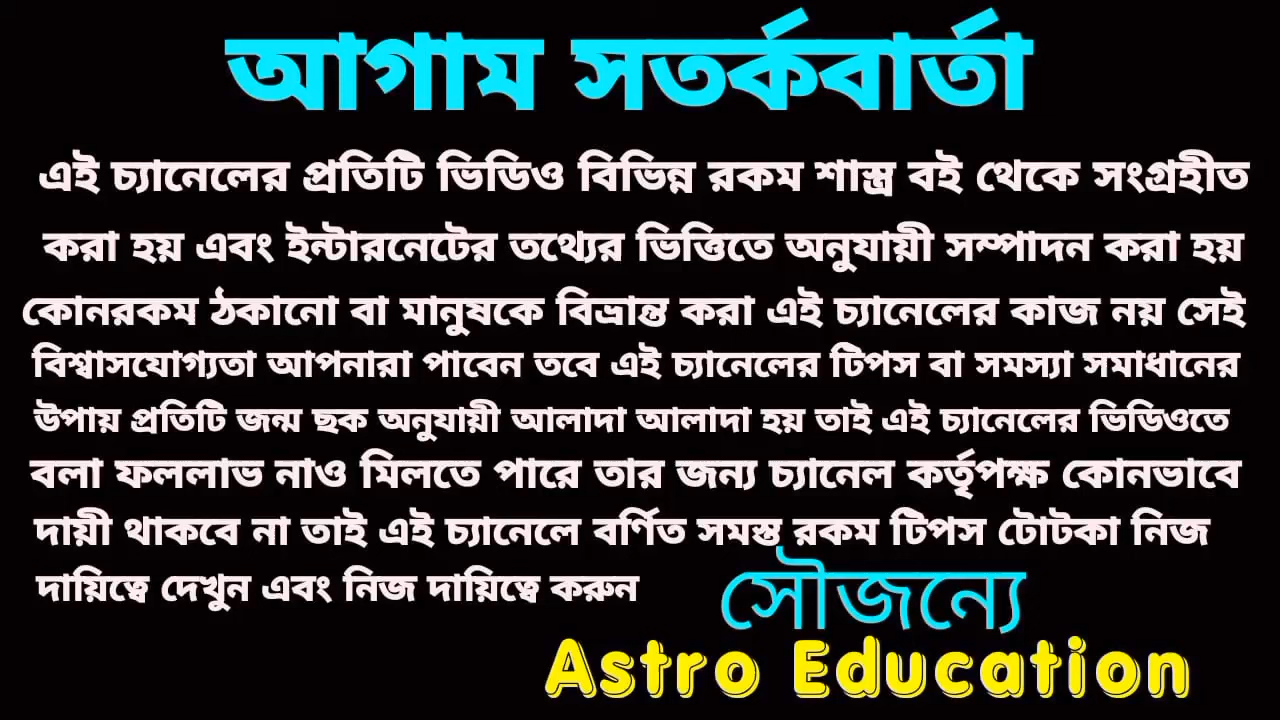 আগাম সতর্কবার্তা
এই চ্যানেলের প্রতিটি ভিডিও বিভিন্ন রকম শাস্ত্র বই থেকে সংগ্রহীত
করা হয় এবং ইন্টারনেটের তথ্যের ভিত্তিতে অনুযায়ী সম্পাদন করা হয়
কোনরকম ঠকানো বা মানুষকে বিভ্রান্ত করা এই চ্যানেলের কাজ নয় সেই
বিশ্বাসযোগ্যতা আপনারা পাবেন তবে এই চ্যানেলের টিপস বা সমস্যা সমাধানের
উপায় প্রতিটি জন্ম ছক অনুযায়ী আলাদা আলাদা হয় তাই এই চ্যানেলের ভিডিওতে
বলা ফললাভ নাও মিলতে পারে তার জন্য চ্যানেল কর্তৃপক্ষ কোনভাবে
দায়ী থাকবে না তাই এই চ্যানেলে বর্ণিত সমস্ত রকম টিপস টোটকা নিজ
দায়িত্বে দেখুন এবং নিজ দায়িত্বে করুন
সৌজন্যে
Astro Education